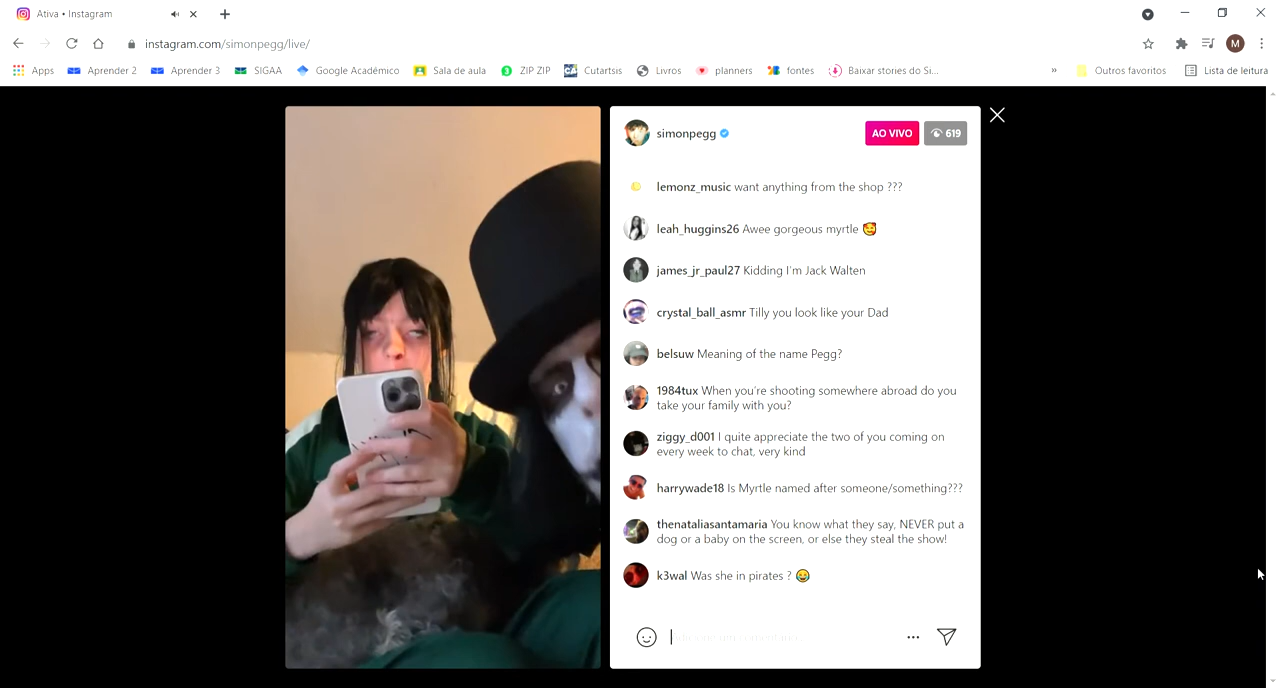 Ativa • Instagram
instagram.com/simonpegg/live/
M
Apps
Aprender 2
Aprender 3
SIGAA
Google Acadêmico
Sala de aula
ZIP ZIP
Cutartsis
Livros
planners
fontes
Baixar stories do Si...
»
Outros favoritos
Lista de leitura
simonpegg
AO VIVO
619
lemonz_music want anything from the shop ???
leah_huggins26 Awee gorgeous myrtle 🥰
james_jr_paul27 Kidding I'm Jack Walten
crystal_ball_asmr Tilly you look like your Dad
belsuw Meaning of the name Pegg?
1984tux When you're shooting somewhere abroad do you
take your family with you?
ziggy_d001 I quite appreciate the two of you coming on
every week to chat, very kind
harrywade18 Is Myrtle named after someone/something???
thenataliasantamaria You know what they say, NEVER put a
dog or a baby on the screen, or else they steal the show!
k3wal Was she in pirates ? 😂